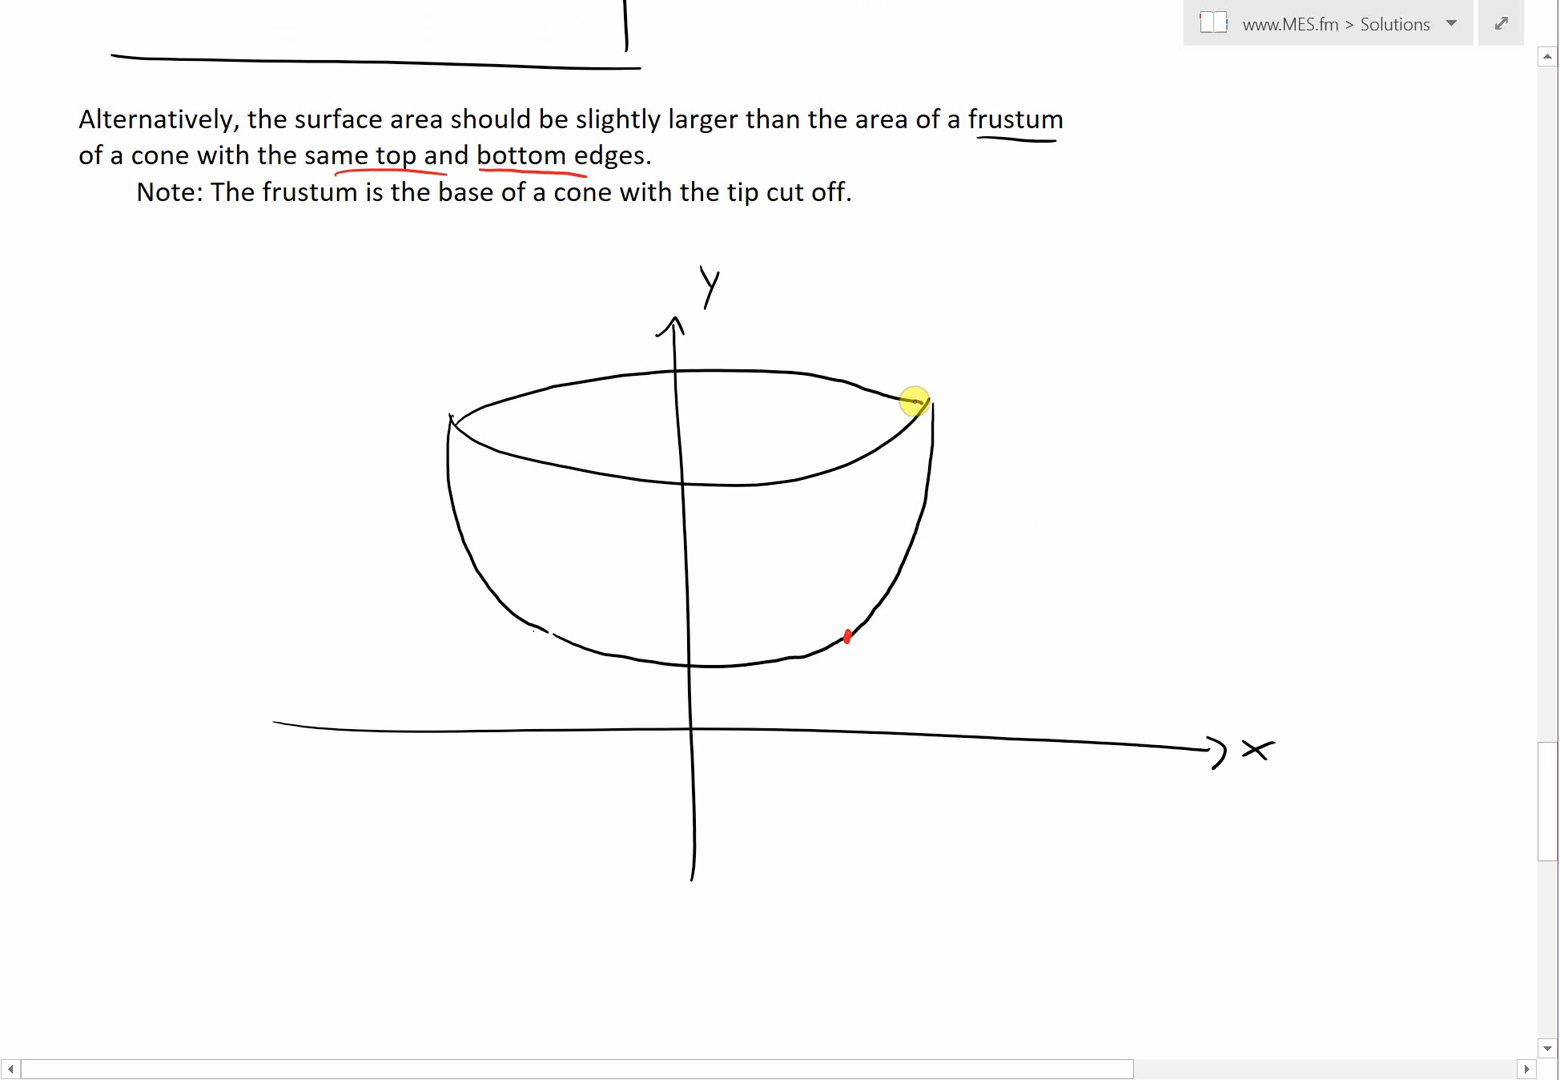 www.MES.fm > Solutions
Alternatively, the surface area should be slightly larger than the area of a frustum
of a cone with the same top and bottom edges.
Note: The frustum is the base of a cone with the tip cut off.
y
x